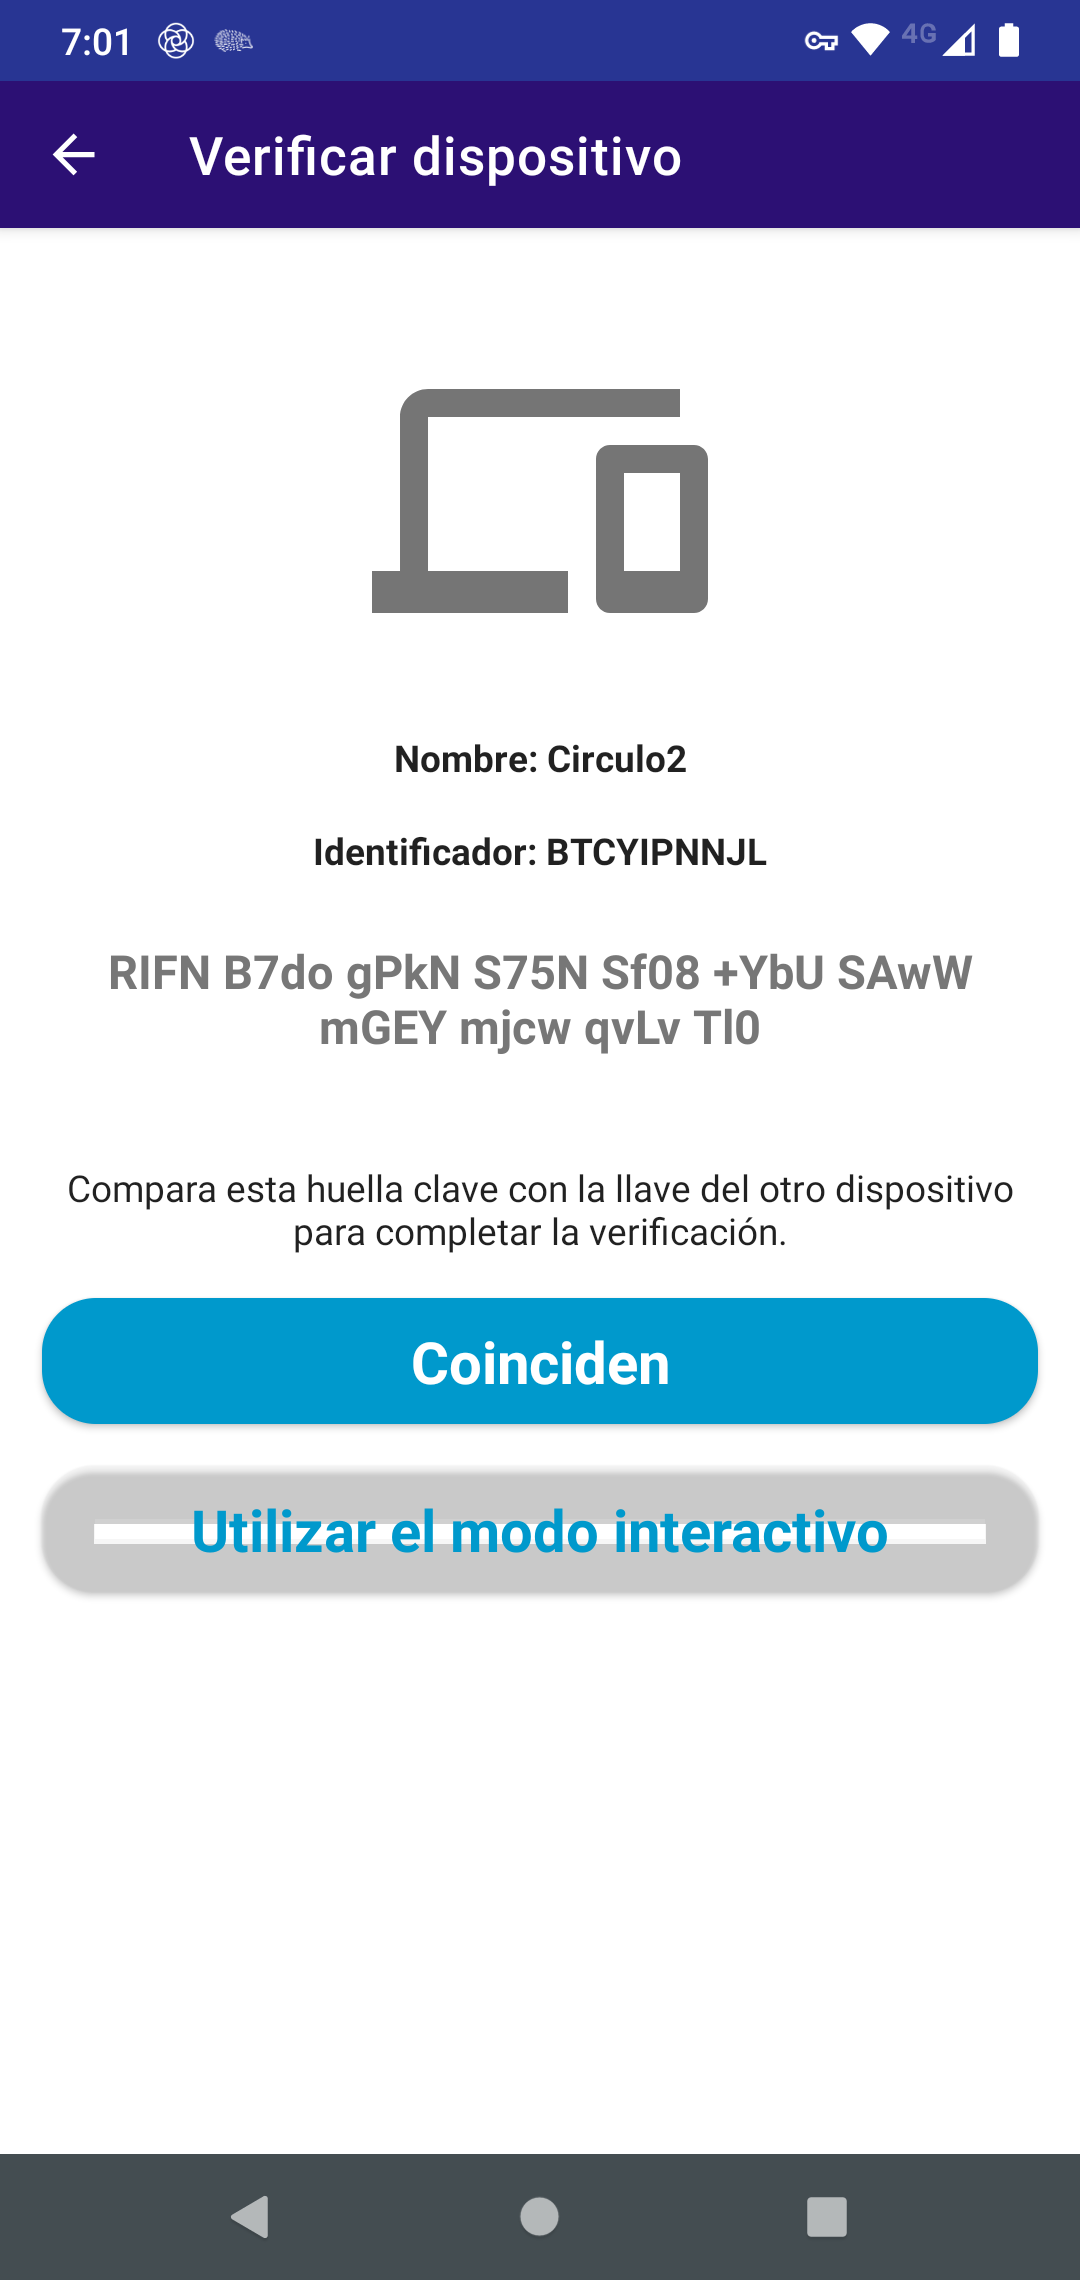 7:01
4G
Verificar dispositivo
Nombre: Circulo2
Identificador: BTCYIPNNJL
RIFN B7do gPkN S75N Sf08 +YbU SAwW
mGEY mjcw qvLv Tl0
Compara esta huella clave con la llave del otro dispositivo
para completar la verificación.
Coinciden
Utilizar el modo interactivo